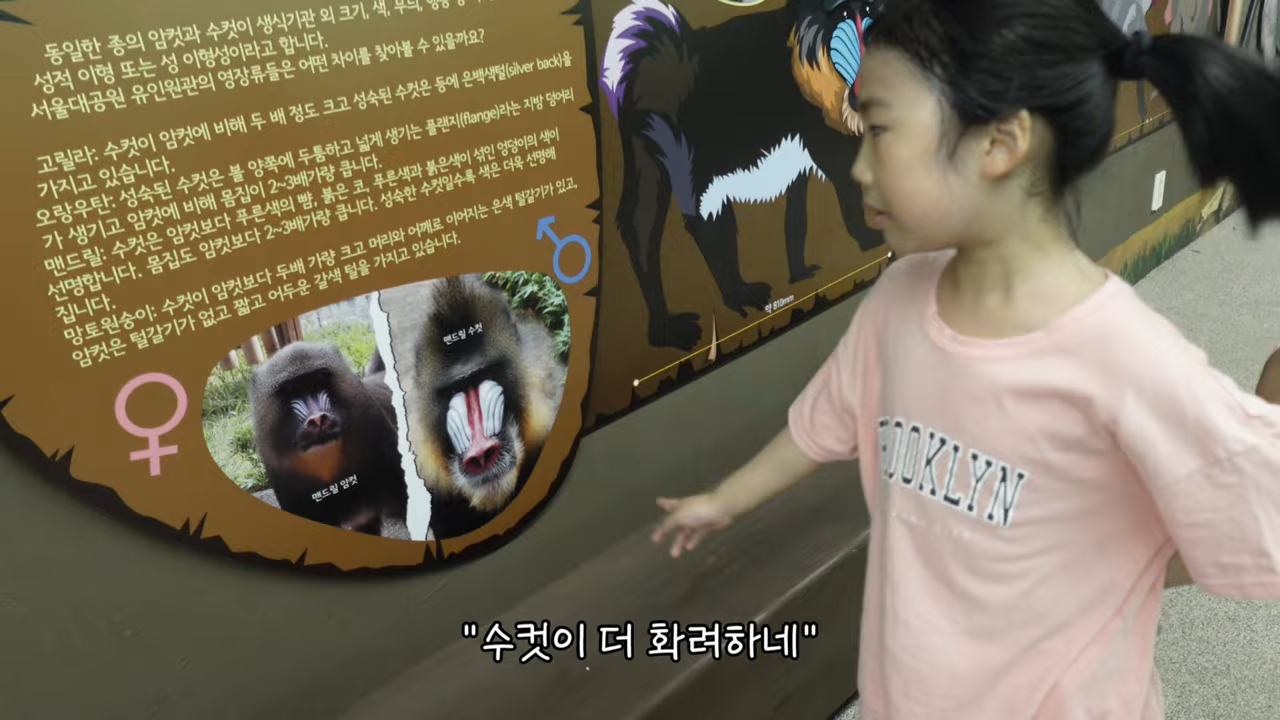 동일한 종의 암컷과 수컷이 생식기관 외 크기, 색, 무늬, 행동
성적 이형 또는 성 이형성이라고 합니다.
서울대공원 유인원관의 영장류들은 어떤 차이를 찾아볼 수 있을까요?
고릴라: 수컷이 암컷에 비해 두 배 정도 크고 성숙된 수컷은 등에 은백색털(silver back)을
가지고 있습니다.
오랑우탄: 성숙된 수컷은 볼 양쪽에 두툼하고 넓게 생기는 플랜지(flange)라는 지방 덩어리
가 생기고 암컷에 비해 몸집이 2~3배가량 큽니다.
맨드릴: 수컷은 암컷보다 푸른색의 뺨, 붉은 코, 푸른색과 붉은색이 섞인 엉덩이의 색이
선명합니다. 몸집도 암컷보다 2~3배가량 큽니다. 성숙한 수컷일수록 색은 더욱 선명해
집니다.
망토원숭이: 수컷이 암컷보다 두배 가량 크고 머리와 어깨로 이어지는 은색 털갈기가 있고,
암컷은 털갈기가 없고 짧고 어두운 갈색 털을 가지고 있습니다.
맨드릴 암컷
맨드릴 수컷
약 810mm
ROOKLYN
"수컷이 더 화려하네"